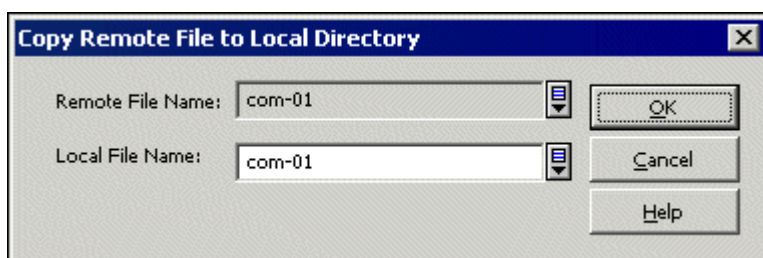 Copy Remote File to Local Directory
Remote File Name: com-01
OK
Local File Name: com-01
Cancel
Help